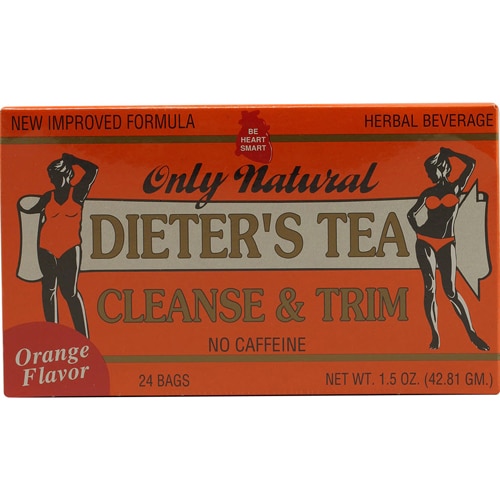 NEW IMPROVED FORMULA
HERBAL BEVERAGE
BE
HEART
SMART
Only Natural
DIETER'S TEA
CLEANSE & TRIM
NO CAFFEINE
Orange
Flavor
24 BAGS
NET WT. 1.5 OZ. (42.81 GM.)